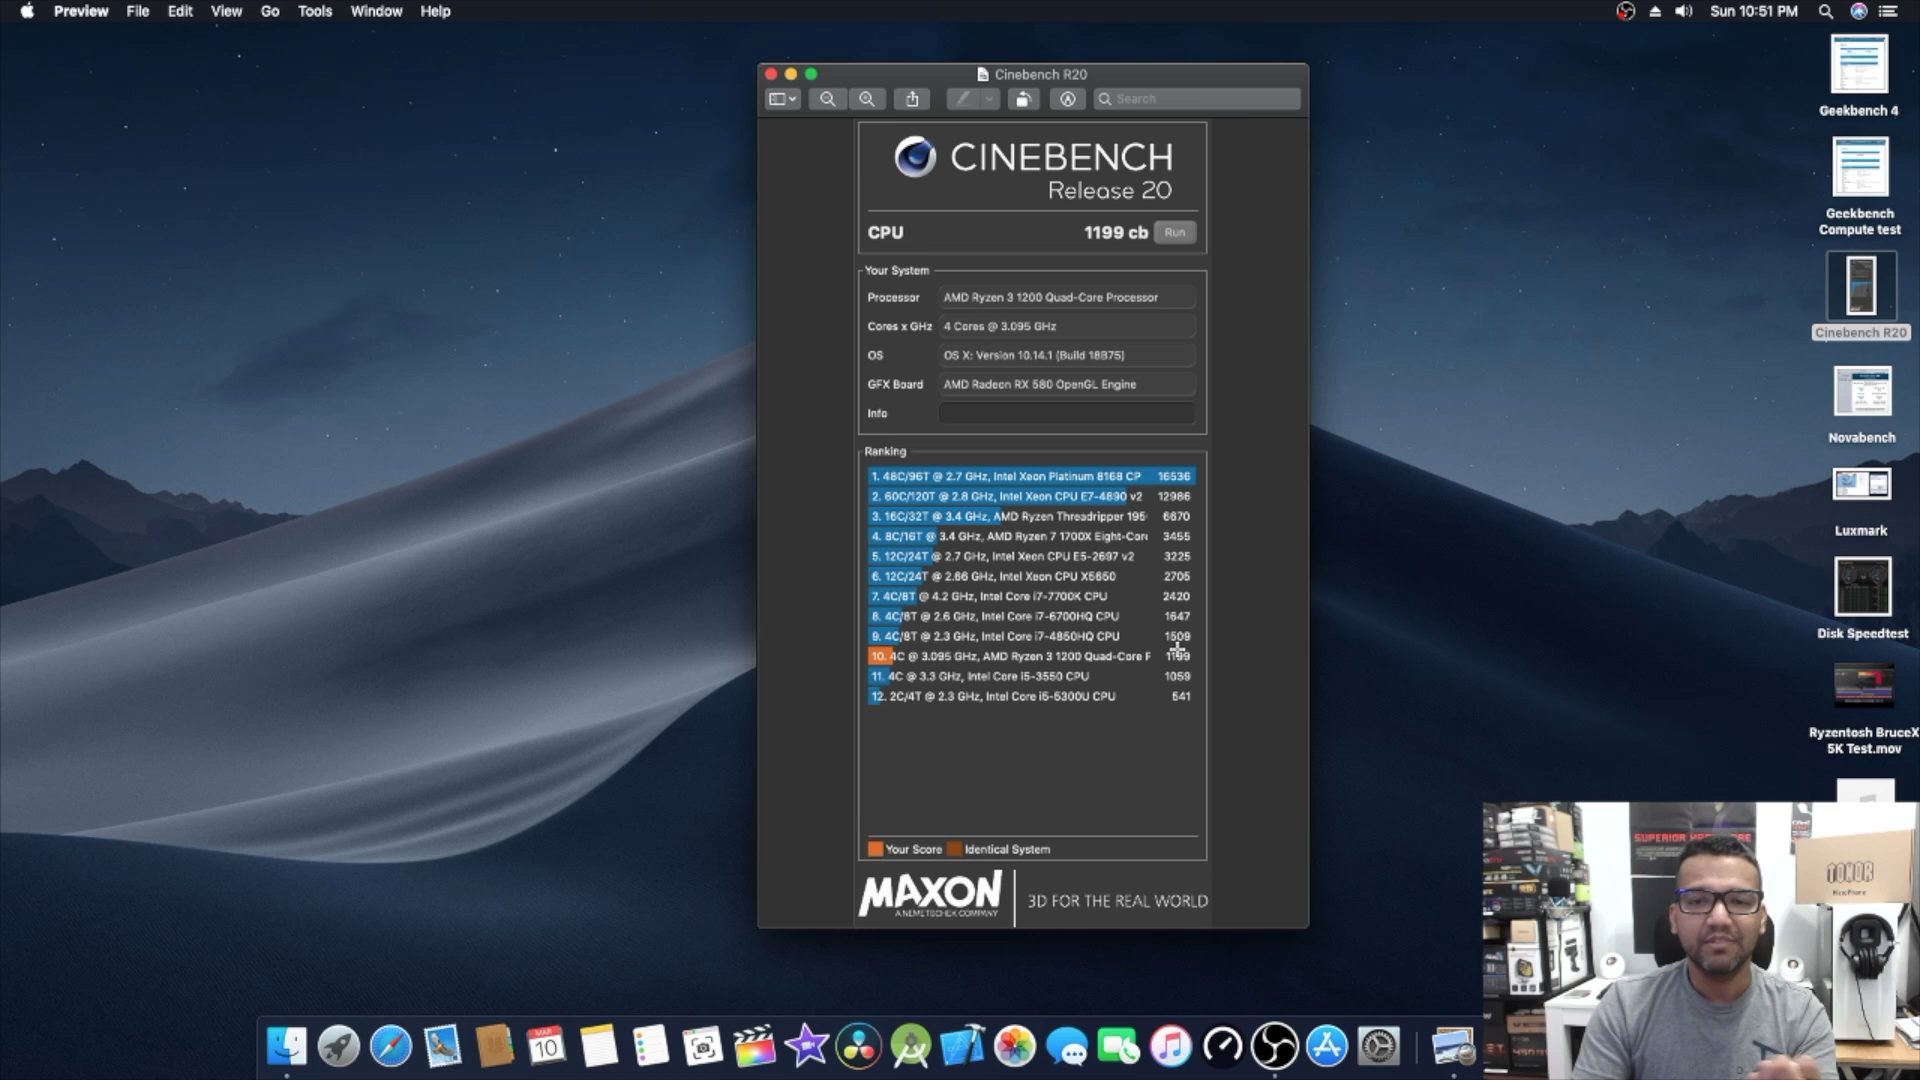 Preview File Edit View Go Tools Window Help
Sun 10:51 PM
Cinebench R20
Search
CINEBENCH
Release 20
CPU 1199 cb Run
Your System
Processor AMD Ryzen 3 1200 Quad-Core Processor
Cores x GHz 4 Cores @ 3.095 GHz
OS OS X: Version 10.14.1 (Build 18B75)
GFX Board AMD Radeon RX 580 OpenGL Engine
Info
Ranking
1. 48C/96T @ 2.7 GHz, Intel Xeon Platinum 8168 CP 16536
2. 60C/120T @ 2.8 GHz, Intel Xeon CPU E7-4890 v2 12986
3. 16C/32T @ 3.4 GHz, AMD Ryzen Threadripper 195 6670
4. 8C/16T @ 3.4 GHz, AMD Ryzen 7 1700X Eight-Core 3455
5. 12C/24T @ 2.7 GHz, Intel Xeon CPU E5-2697 v2 3225
6. 12C/24T @ 2.66 GHz, Intel Xeon CPU X5650 2705
7. 4C/8T @ 4.2 GHz, Intel Core i7-7700K CPU 2420
8. 4C/8T @ 2.6 GHz, Intel Core i7-6700HQ CPU 1647
9. 4C/8T @ 2.3 GHz, Intel Core i7-4850HQ CPU 1509
10. 4C @ 3.095 GHz, AMD Ryzen 3 1200 Quad-Core P 1199
11. 4C @ 3.3 GHz, Intel Core i5-3550 CPU 1059
12. 2C/4T @ 2.3 GHz, Intel Core i5-5300U CPU 541
Your Score Identical System
MAXON
A NEMETSCHEK COMPANY
3D FOR THE REAL WORLD
Geekbench 4
Geekbench
Compute test
Cinebench R20
Novabench
Luxmark
Disk Speedtest
Ryzentosh BruceX
5K Test.mov
SUPERIOR
TONOR
MAR
10